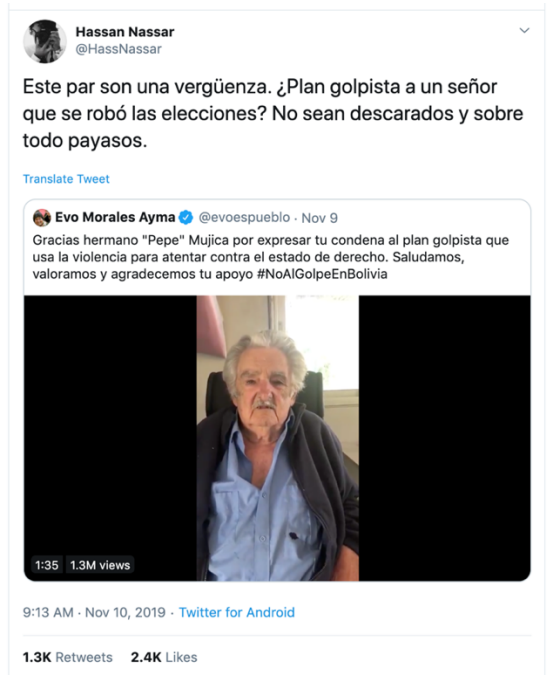 Hassan Nassar
@HassNassar
Este par son una vergüenza. ¿Plan golpista a un señor
que se robó las elecciones? No sean descarados y sobre
todo payasos.
Translate Tweet
Evo Morales Ayma @evoespueblo · Nov 9
Gracias hermano "Pepe" Mujica por expresar tu condena al plan golpista que
usa la violencia para atentar contra el estado de derecho. Saludamos,
valoramos y agradecemos tu apoyo #NoAlGolpeEnBolivia
1:35 1.3M views
9:13 AM · Nov 10, 2019 · Twitter for Android
1.3K Retweets 2.4K Likes